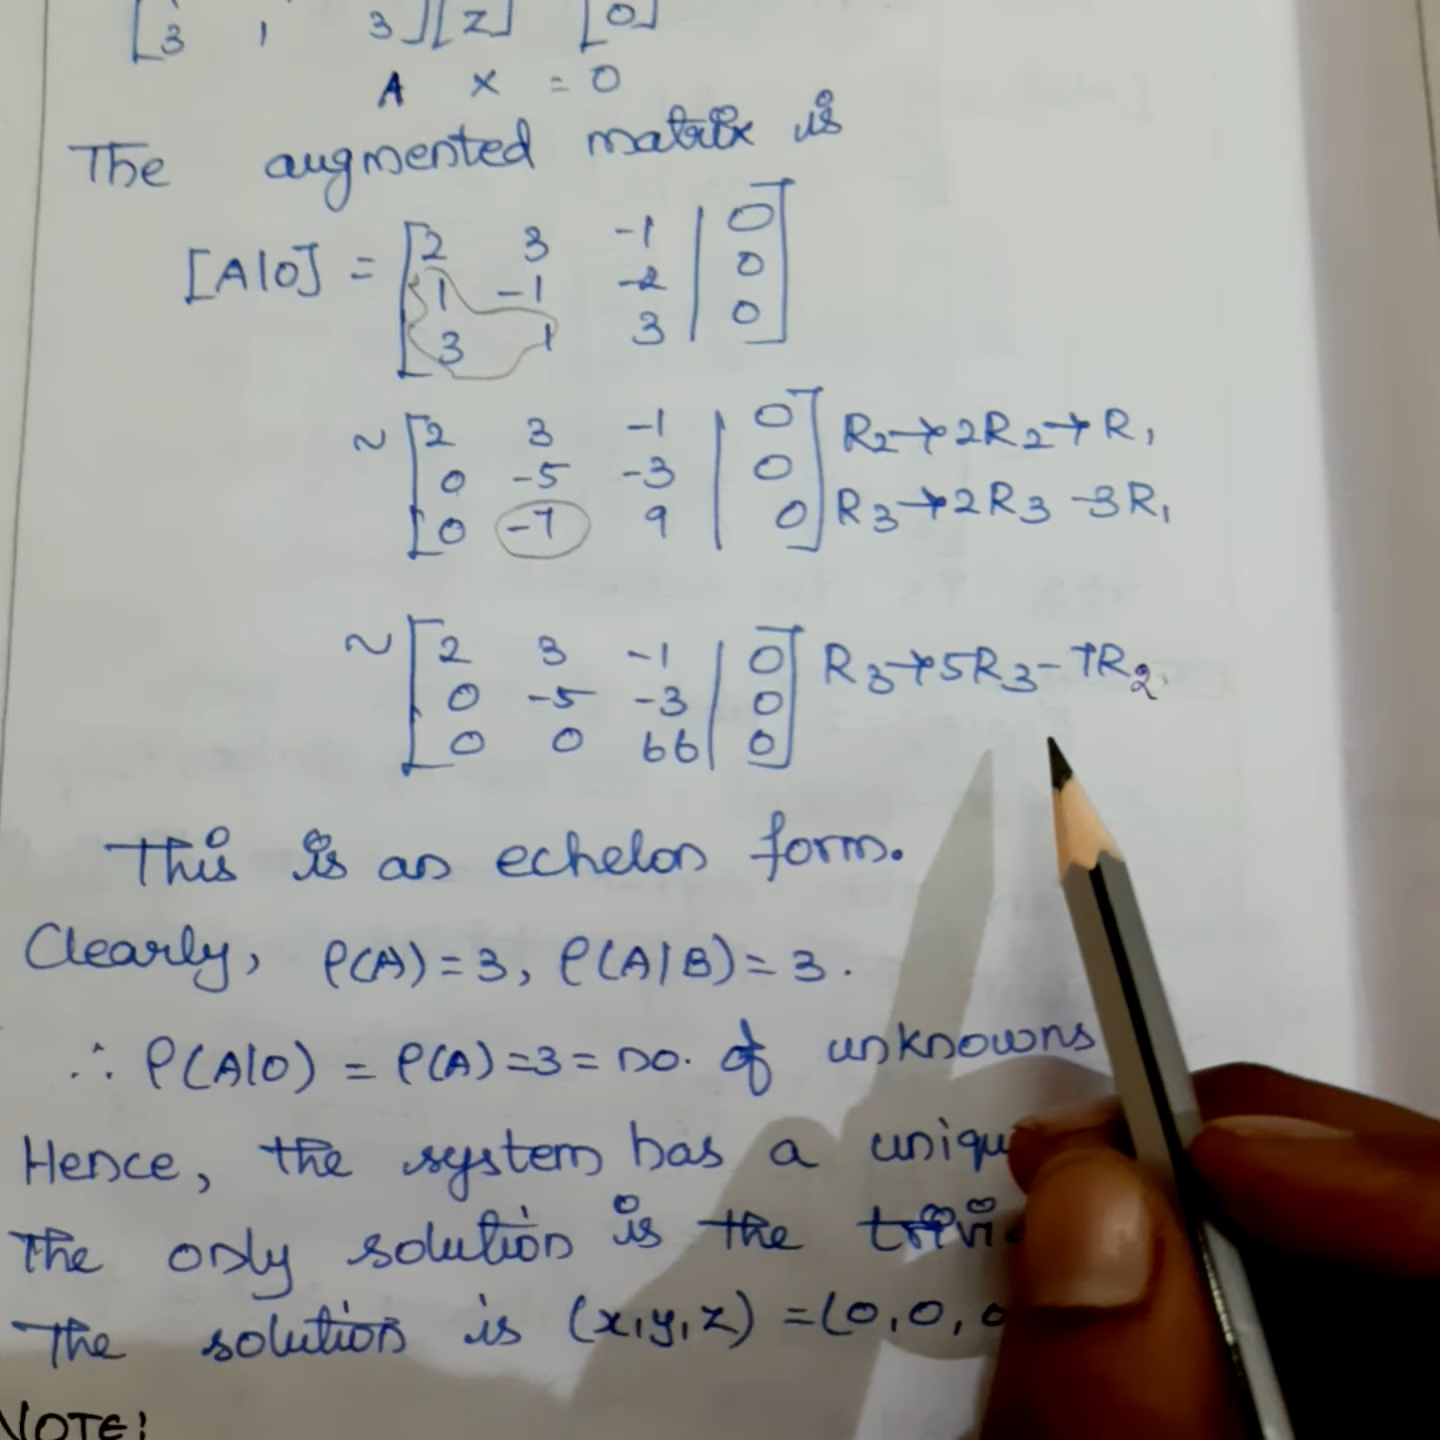 [3 1 3][z] [0]
A X = 0
The augmented matrix is
[A|0] = [2 3 -1 | 0]
1 -1 -2 | 0
3 1 3 | 0
~ [2 3 -1 | 0] R2→2R2→R1
0 -5 -3 | 0
0 -7 9 | 0 R3→2R3-3R1
~ [2 3 -1 | 0] R3→5R3-7R2
0 -5 -3 | 0
0 0 66 | 0
This is an echelon form.
Clearly, ρ(A)=3, ρ(A|B)=3.
∴ ρ(A|0) = ρ(A)=3= no. of unknowns
Hence, the system has a
The only solution is the
The solution is (x,y,z) =(0,0,
NOTE: